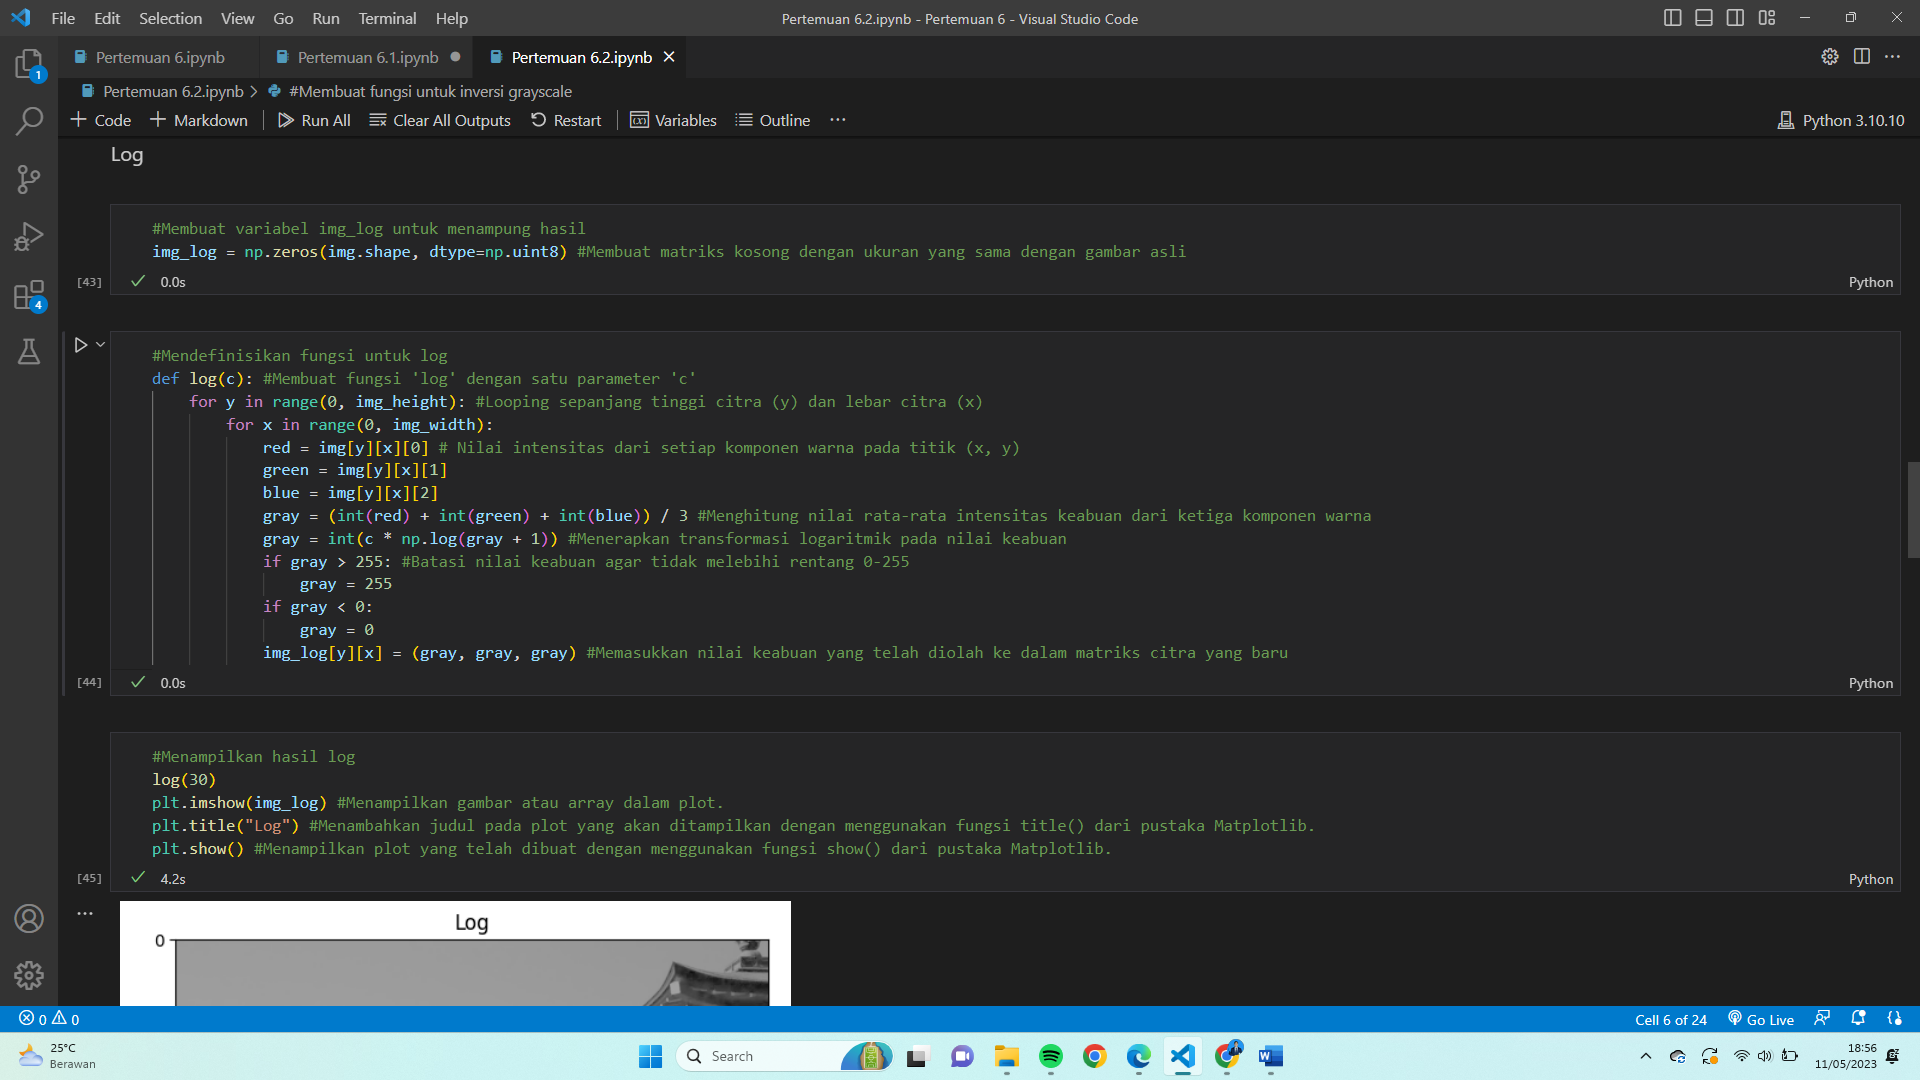 File Edit Selection View Go Run Terminal Help
Pertemuan 6.2.ipynb - Pertemuan 6 - Visual Studio Code
Pertemuan 6.ipynb
Pertemuan 6.1.ipynb
Pertemuan 6.2.ipynb
1
Pertemuan 6.2.ipynb > #Membuat fungsi untuk inversi grayscale
+ Code + Markdown Run All Clear All Outputs Restart Variables Outline ...
Python 3.10.10
Log
#Membuat variabel img_log untuk menampung hasil
img_log = np.zeros(img.shape, dtype=np.uint8) #Membuat matriks kosong dengan ukuran yang sama dengan gambar asli
[43] 0.0s Python
4
#Mendefinisikan fungsi untuk log
def log(c): #Membuat fungsi 'log' dengan satu parameter 'c'
for y in range(0, img_height): #Looping sepanjang tinggi citra (y) dan lebar citra (x)
for x in range(0, img_width):
red = img[y][x][0] # Nilai intensitas dari setiap komponen warna pada titik (x, y)
green = img[y][x][1]
blue = img[y][x][2]
gray = (int(red) + int(green) + int(blue)) / 3 #Menghitung nilai rata-rata intensitas keabuan dari ketiga komponen warna
gray = int(c * np.log(gray + 1)) #Menerapkan transformasi logaritmik pada nilai keabuan
if gray > 255: #Batasi nilai keabuan agar tidak melebihi rentang 0-255
gray = 255
if gray < 0:
gray = 0
img_log[y][x] = (gray, gray, gray) #Memasukkan nilai keabuan yang telah diolah ke dalam matriks citra yang baru
[44] 0.0s Python
#Menampilkan hasil log
log(30)
plt.imshow(img_log) #Menampilkan gambar atau array dalam plot.
plt.title("Log") #Menambahkan judul pada plot yang akan ditampilkan dengan menggunakan fungsi title() dari pustaka Matplotlib.
plt.show() #Menampilkan plot yang telah dibuat dengan menggunakan fungsi show() dari pustaka Matplotlib.
[45] 4.2s Python
...
Log
0
0 0
Cell 6 of 24 Go Live
25°C
Berawan
Search
18:56
11/05/2023